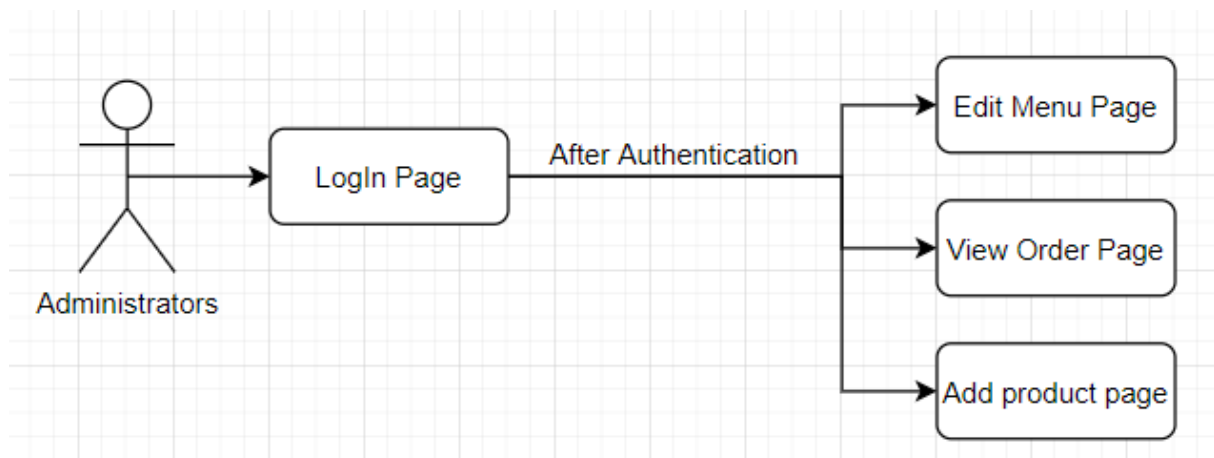 Administrators
LogIn Page
After Authentication
Edit Menu Page
View Order Page
Add product page